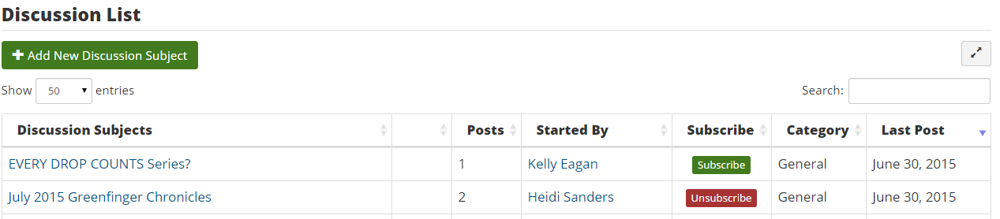 Discussion List
Add New Discussion Subject
Show 50 entries Search:
Discussion Subjects Posts Started By Subscribe Category Last Post
EVERY DROP COUNTS Series? 1 Kelly Eagan Subscribe General June 30, 2015
July 2015 Greenfinger Chronicles 2 Heidi Sanders Unsubscribe General June 30, 2015